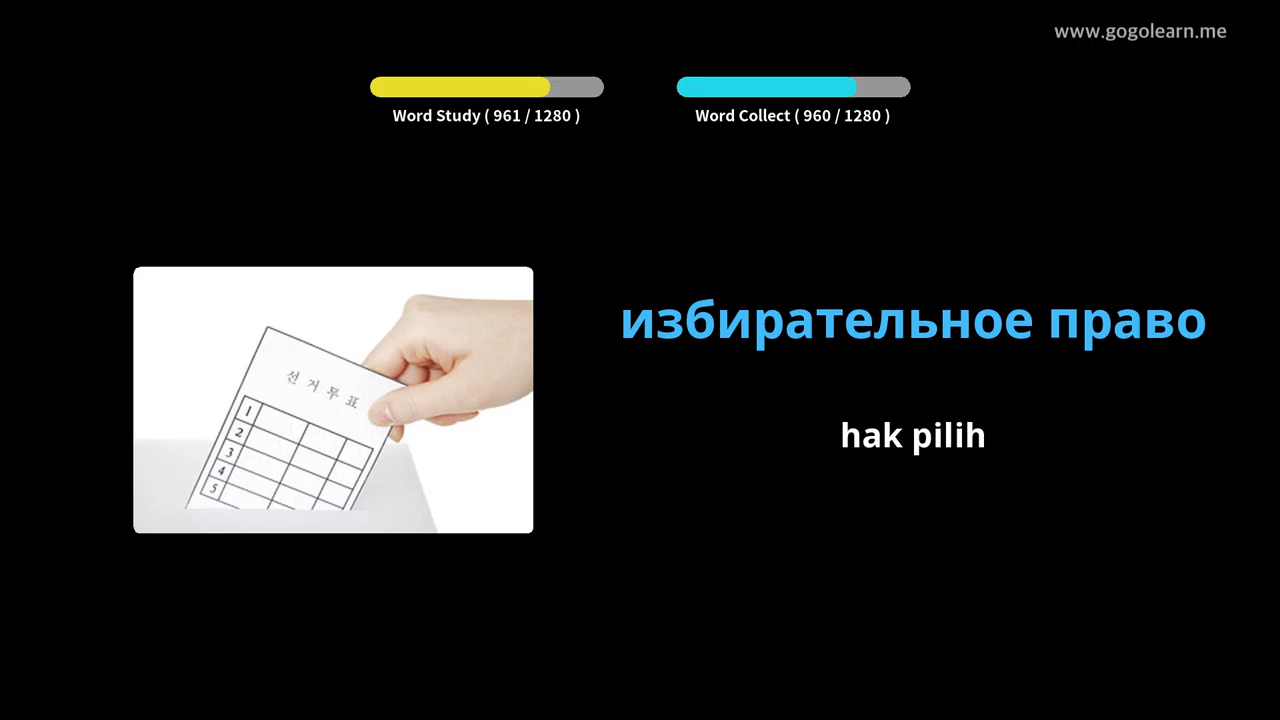 www.gogolearn.me
Word Study ( 961 / 1280 )
Word Collect ( 960 / 1280 )
избирательное право
hak pilih
선거투표
1
2
3
4
5